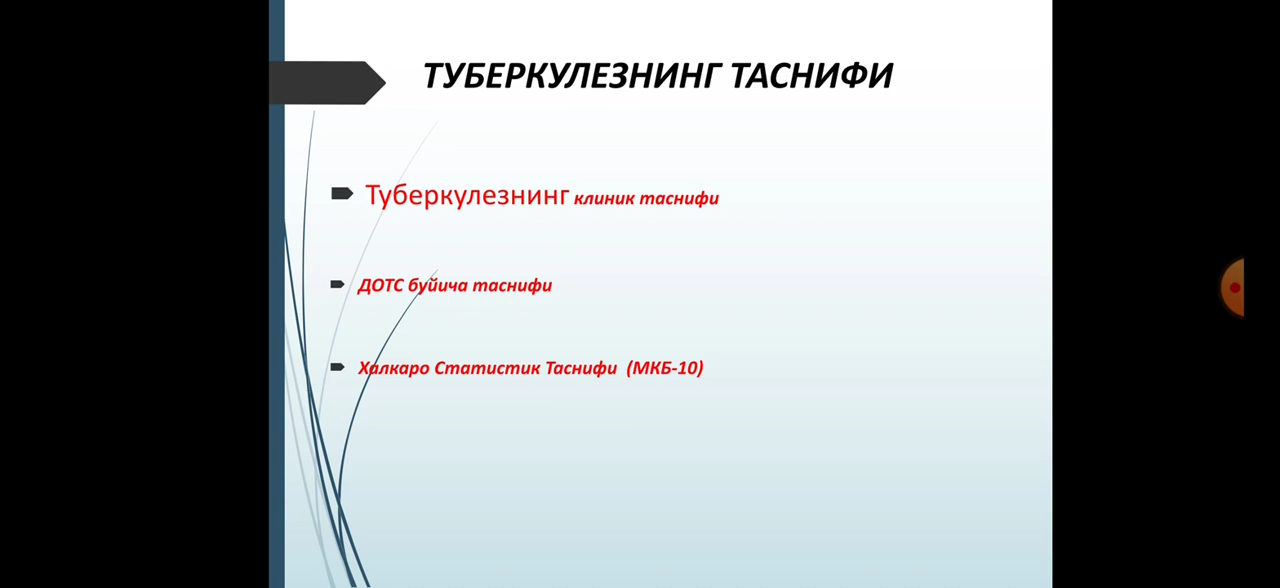 ТУБЕРКУЛЕЗНИНГ ТАСНИФИ
Туберкулезнинг клиник таснифи
ДОТС буйича таснифи
Халкаро Статистик Таснифи (МКБ-10)